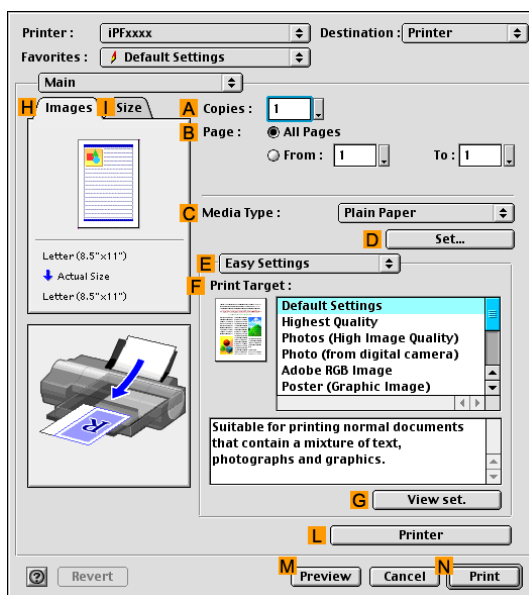 Printer : iPFxxxx Destination : Printer
Favorites : Default Settings
Main
H Images I Size
A Copies : 1
B Page : All Pages
From : 1 To : 1
C Media Type : Plain Paper
D Set...
Letter (8.5"x11")
Actual Size
Letter (8.5"x11")
E Easy Settings
F Print Target :
Default Settings
Highest Quality
Photos (High Image Quality)
Photo (from digital camera)
Adobe RGB Image
Poster (Graphic Image)
Suitable for printing normal documents
that contain a mixture of text,
photographs and graphics.
R
G View set.
L Printer
? Revert M Preview Cancel N Print